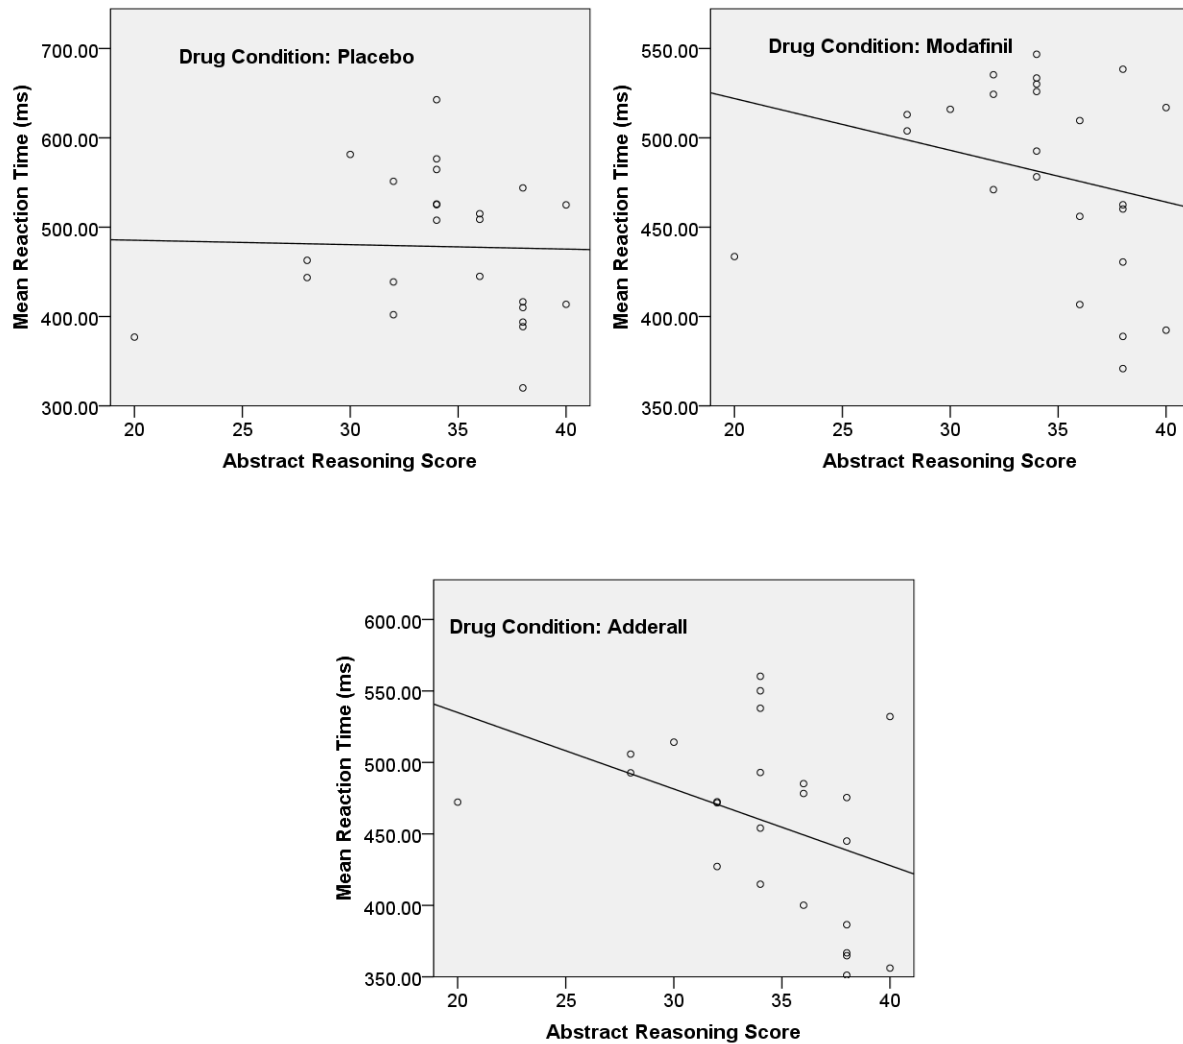 Drug Condition: Placebo
Mean Reaction Time (ms)
700.00
600.00
500.00
400.00
300.00
20 25 30 35 40
Abstract Reasoning Score
Drug Condition: Modafinil
Mean Reaction Time (ms)
550.00
500.00
450.00
400.00
350.00
20 25 30 35 40
Abstract Reasoning Score
Drug Condition: Adderall
Mean Reaction Time (ms)
600.00
550.00
500.00
450.00
400.00
350.00
20 25 30 35 40
Abstract Reasoning Score